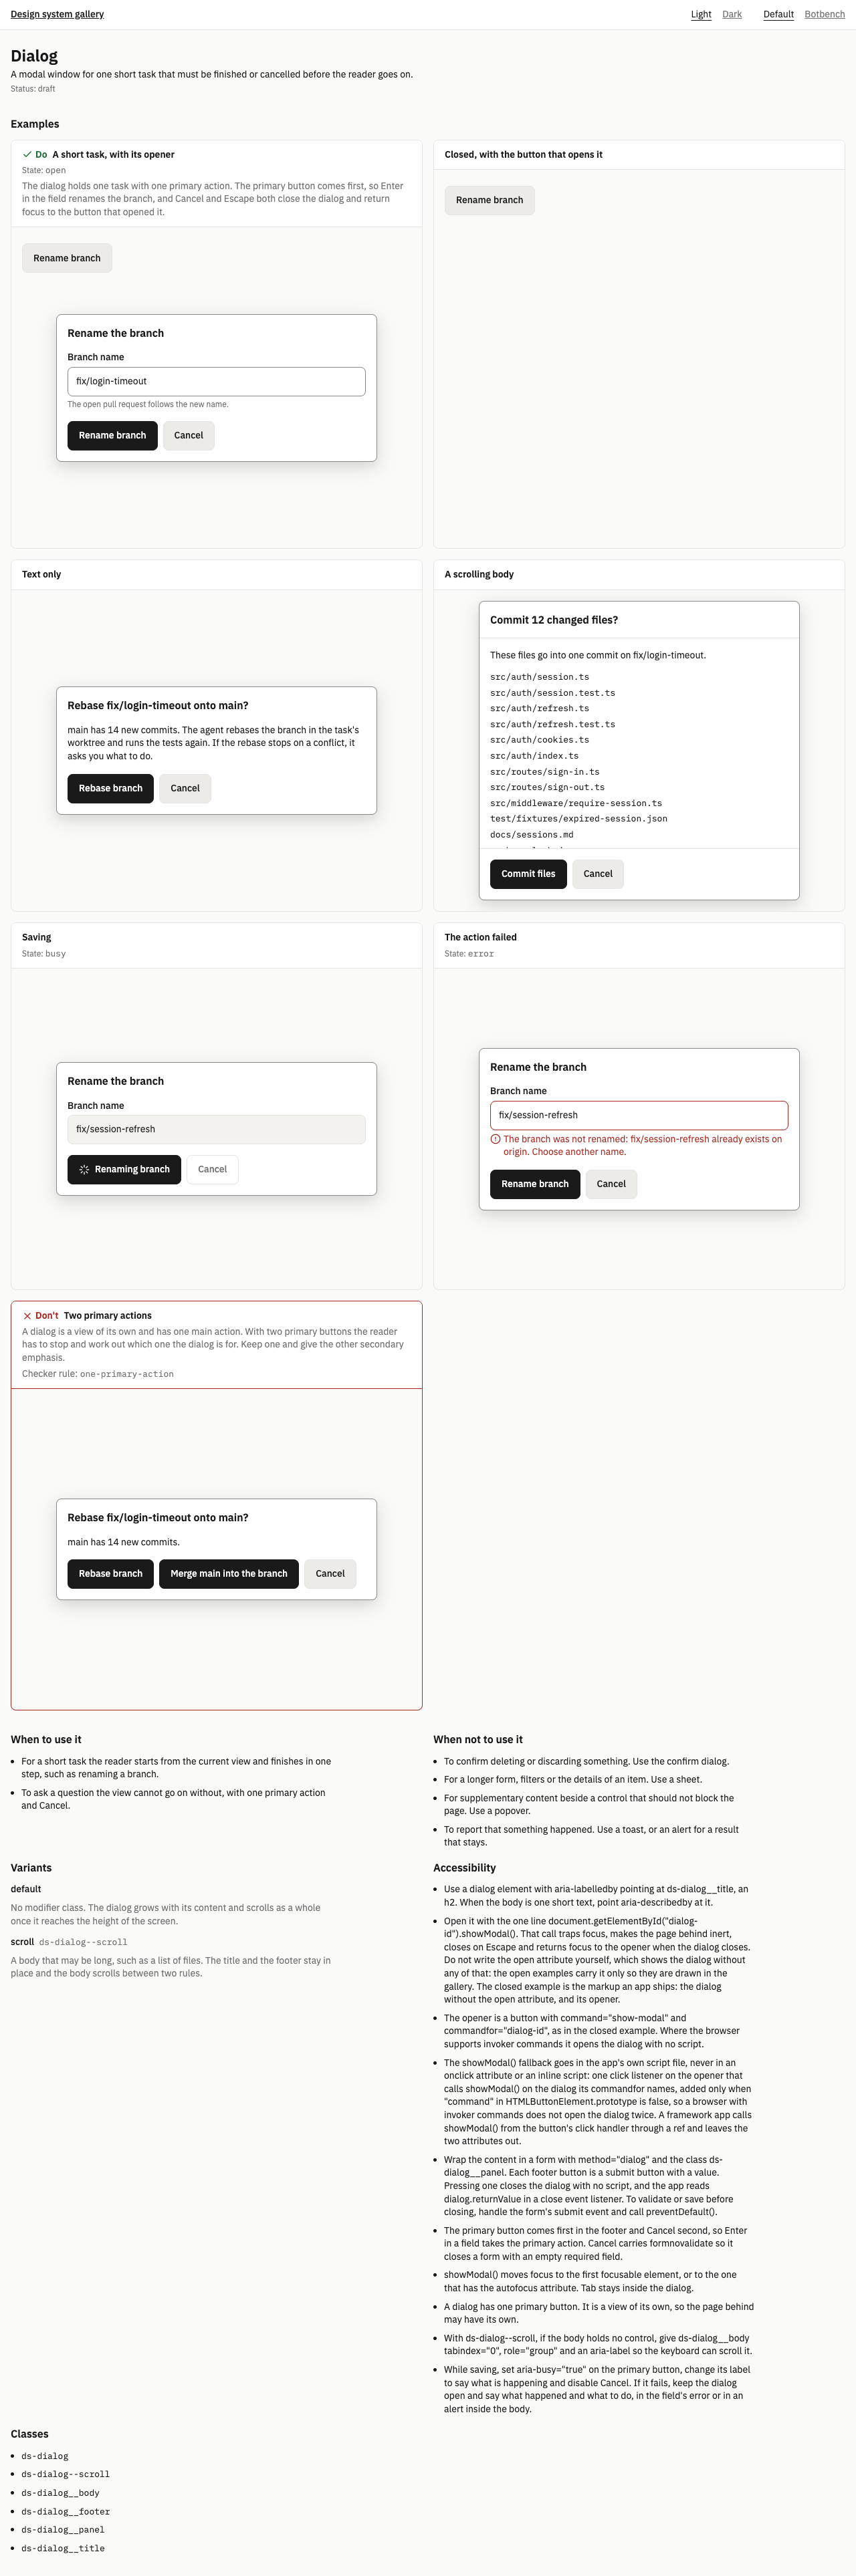 Design system gallery
Light Dark Default Botbench
Dialog
A modal window for one short task that must be finished or cancelled before the reader goes on.
Status: draft
Examples
Do A short task, with its opener
State: open
The dialog holds one task with one primary action. The primary button comes first, so Enter
in the field renames the branch, and Cancel and Escape both close the dialog and return
focus to the button that opened it.
Rename branch
Rename the branch
Branch name
fix/login-timeout
The open pull request follows the new name.
Rename branch Cancel
Closed, with the button that opens it
Rename branch
Text only
Rebase fix/login-timeout onto main?
main has 14 new commits. The agent rebases the branch in the task's
worktree and runs the tests again. If the rebase stops on a conflict, it
asks you what to do.
Rebase branch Cancel
A scrolling body
Commit 12 changed files?
These files go into one commit on fix/login-timeout.
src/auth/session.ts
src/auth/session.test.ts
src/auth/refresh.ts
src/auth/refresh.test.ts
src/auth/cookies.ts
src/auth/index.ts
src/routes/sign-in.ts
src/routes/sign-out.ts
src/middleware/require-session.ts
test/fixtures/expired-session.json
docs/sessions.md
Commit files Cancel
Saving
State: busy
Rename the branch
Branch name
fix/session-refresh
Renaming branch Cancel
The action failed
State: error
Rename the branch
Branch name
fix/session-refresh
The branch was not renamed: fix/session-refresh already exists on
origin. Choose another name.
Rename branch Cancel
Don't Two primary actions
A dialog is a view of its own and has one main action. With two primary buttons the reader
has to stop and work out which one the dialog is for. Keep one and give the other secondary
emphasis.
Checker rule: one-primary-action
Rebase fix/login-timeout onto main?
main has 14 new commits.
Rebase branch Merge main into the branch Cancel
When to use it
For a short task the reader starts from the current view and finishes in one
step, such as renaming a branch.
To ask a question the view cannot go on without, with one primary action
and Cancel.
When not to use it
To confirm deleting or discarding something. Use the confirm dialog.
For a longer form, filters or the details of an item. Use a sheet.
For supplementary content beside a control that should not block the
page. Use a popover.
To report that something happened. Use a toast, or an alert for a result
that stays.
Variants
default
No modifier class. The dialog grows with its content and scrolls as a whole
once it reaches the height of the screen.
scroll ds-dialog--scroll
A body that may be long, such as a list of files. The title and the footer stay in
place and the body scrolls between two rules.
Accessibility
Use a dialog element with aria-labelledby pointing at ds-dialog__title, an
h2. When the body is one short text, point aria-describedby at it.
Open it with the one line document.getElementById("dialog-
id").showModal(). That call traps focus, makes the page behind inert,
closes on Escape and returns focus to the opener when the dialog closes.
Do not write the open attribute yourself, which shows the dialog without
any of that: the open examples carry it only so they are drawn in the
gallery. The closed example is the markup an app ships: the dialog
without the open attribute, and its opener.
The opener is a button with command="show-modal" and
commandfor="dialog-id", as in the closed example. Where the browser
supports invoker commands it opens the dialog with no script.
The showModal() fallback goes in the app's own script file, never in an
onclick attribute or an inline script: one click listener on the opener that
calls showModal() on the dialog its commandfor names, added only when
"command" in HTMLButtonElement.prototype is false, so a browser with
invoker commands does not open the dialog twice. A framework app calls
showModal() from the button's click handler through a ref and leaves the
two attributes out.
Wrap the content in a form with method="dialog" and the class ds-
dialog__panel. Each footer button is a submit button with a value.
Pressing one closes the dialog with no script, and the app reads
dialog.returnValue in a close event listener. To validate or save before
closing, handle the form's submit event and call preventDefault().
The primary button comes first in the footer and Cancel second, so Enter
in a field takes the primary action. Cancel carries formnovalidate so it
closes a form with an empty required field.
showModal() moves focus to the first focusable element, or to the one
that has the autofocus attribute. Tab stays inside the dialog.
A dialog has one primary button. It is a view of its own, so the page behind
may have its own.
With ds-dialog--scroll, if the body holds no control, give ds-dialog__body
tabindex="0", role="group" and an aria-label so the keyboard can scroll it.
While saving, set aria-busy="true" on the primary button, change its label
to say what is happening and disable Cancel. If it fails, keep the dialog
open and say what happened and what to do, in the field's error or in an
alert inside the body.
Classes
ds-dialog
ds-dialog--scroll
ds-dialog__body
ds-dialog__footer
ds-dialog__panel
ds-dialog__title